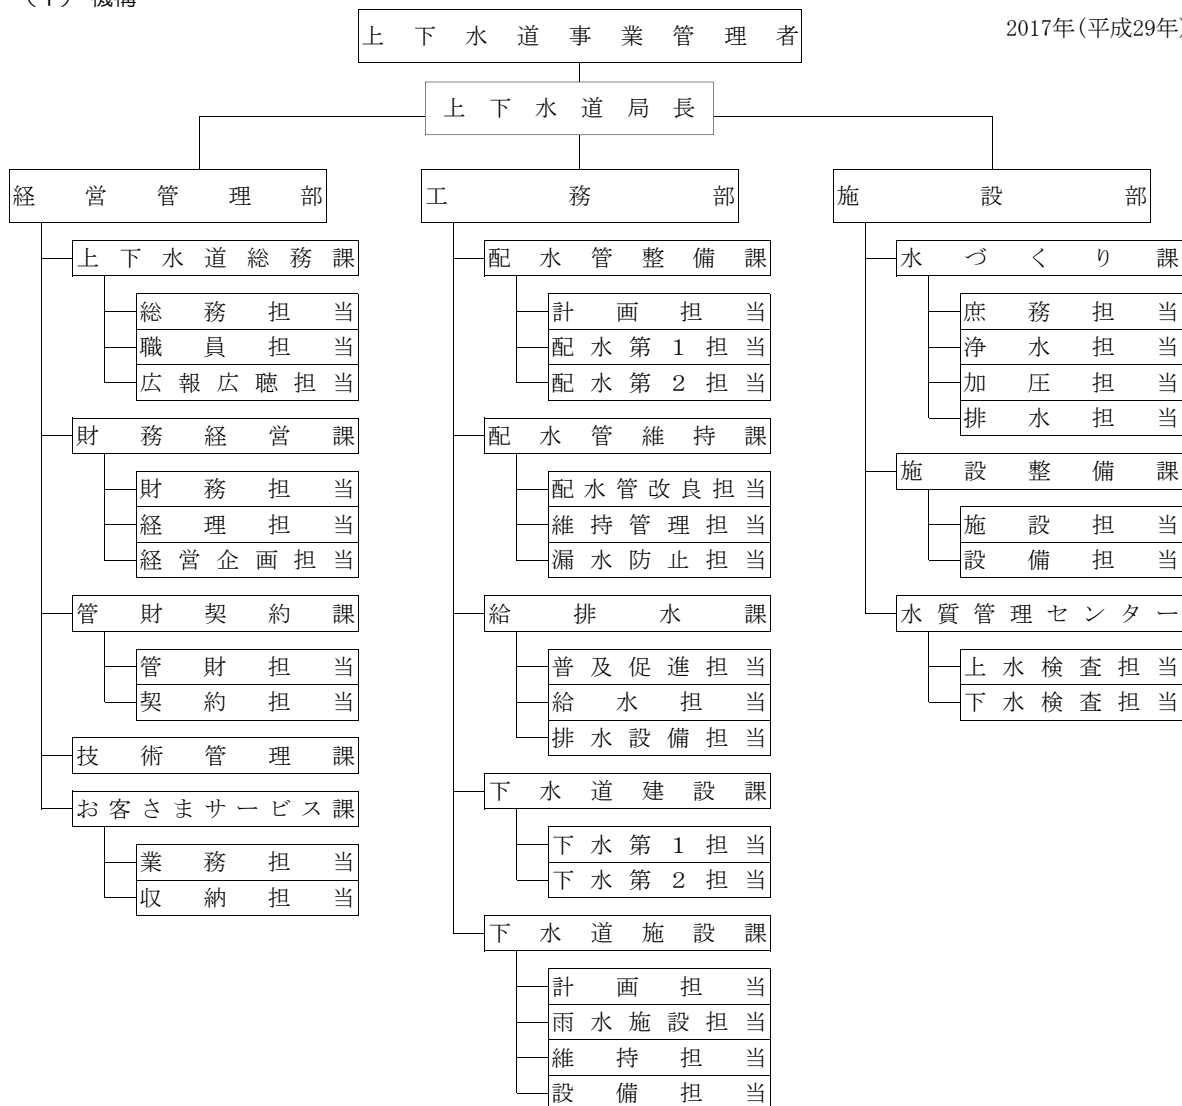 （１） 機構
2017年(平成29年)
上下水道事業管理者
上下水道局長
経営管理部
上下水道総務課
総務担当
職員担当
広報広聴担当
財務経営課
財務担当
経理担当
経営企画担当
管財契約課
管財担当
契約担当
技術管理課
お客さまサービス課
業務担当
収納担当
工務部
配水管整備課
計画担当
配水第１担当
配水第２担当
配水管維持課
配水管改良担当
維持管理担当
漏水防止担当
給排水課
普及促進担当
給水担当
排水設備担当
下水道建設課
下水第１担当
下水第２担当
下水道施設課
計画担当
雨水施設担当
維持担当
設備担当
施設部
水づくり課
庶務担当
浄水担当
加圧担当
排水担当
施設整備課
施設担当
設備担当
水質管理センター
上水検査担当
下水検査担当